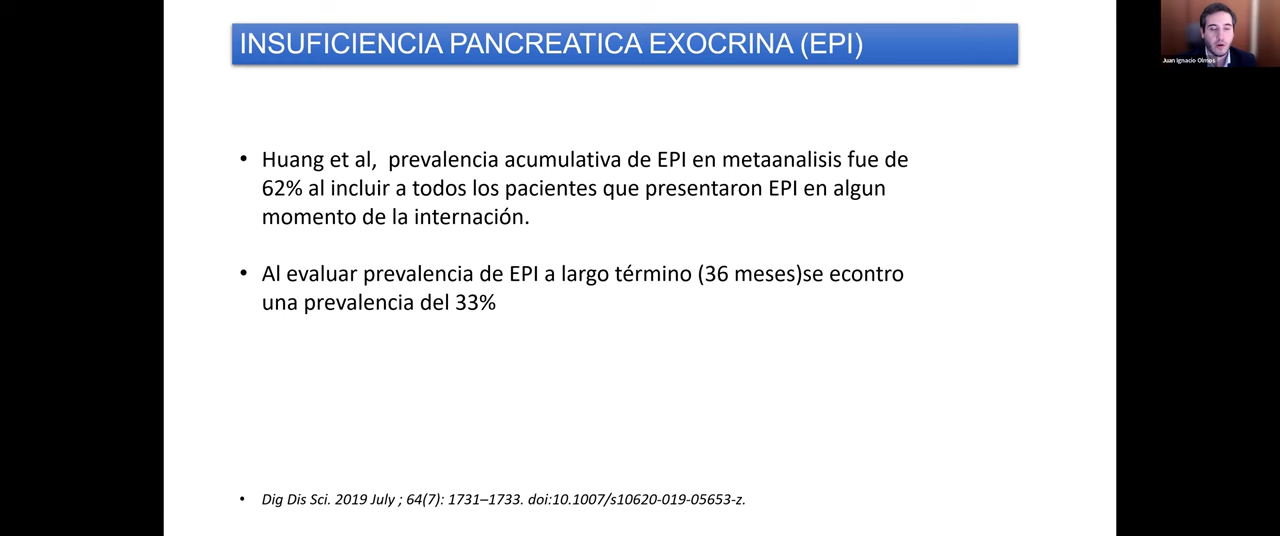 INSUFICIENCIA PANCREATICA EXOCRINA (EPI)
Juan Ignacio Olmos
• Huang et al, prevalencia acumulativa de EPI en metaanalisis fue de
62% al incluir a todos los pacientes que presentaron EPI en algun
momento de la internación.
• Al evaluar prevalencia de EPI a largo término (36 meses)se econtro
una prevalencia del 33%
• Dig Dis Sci. 2019 July ; 64(7): 1731–1733. doi:10.1007/s10620-019-05653-z.